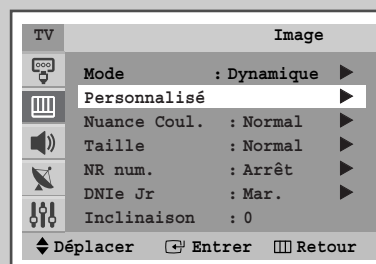 TV Image
Mode : Dynamique
Personnalisé
Nuance Coul. : Normal
Taille : Normal
NR num. : Arrêt
DNIe Jr : Mar.
Inclinaison : 0
Déplacer Entrer Retour